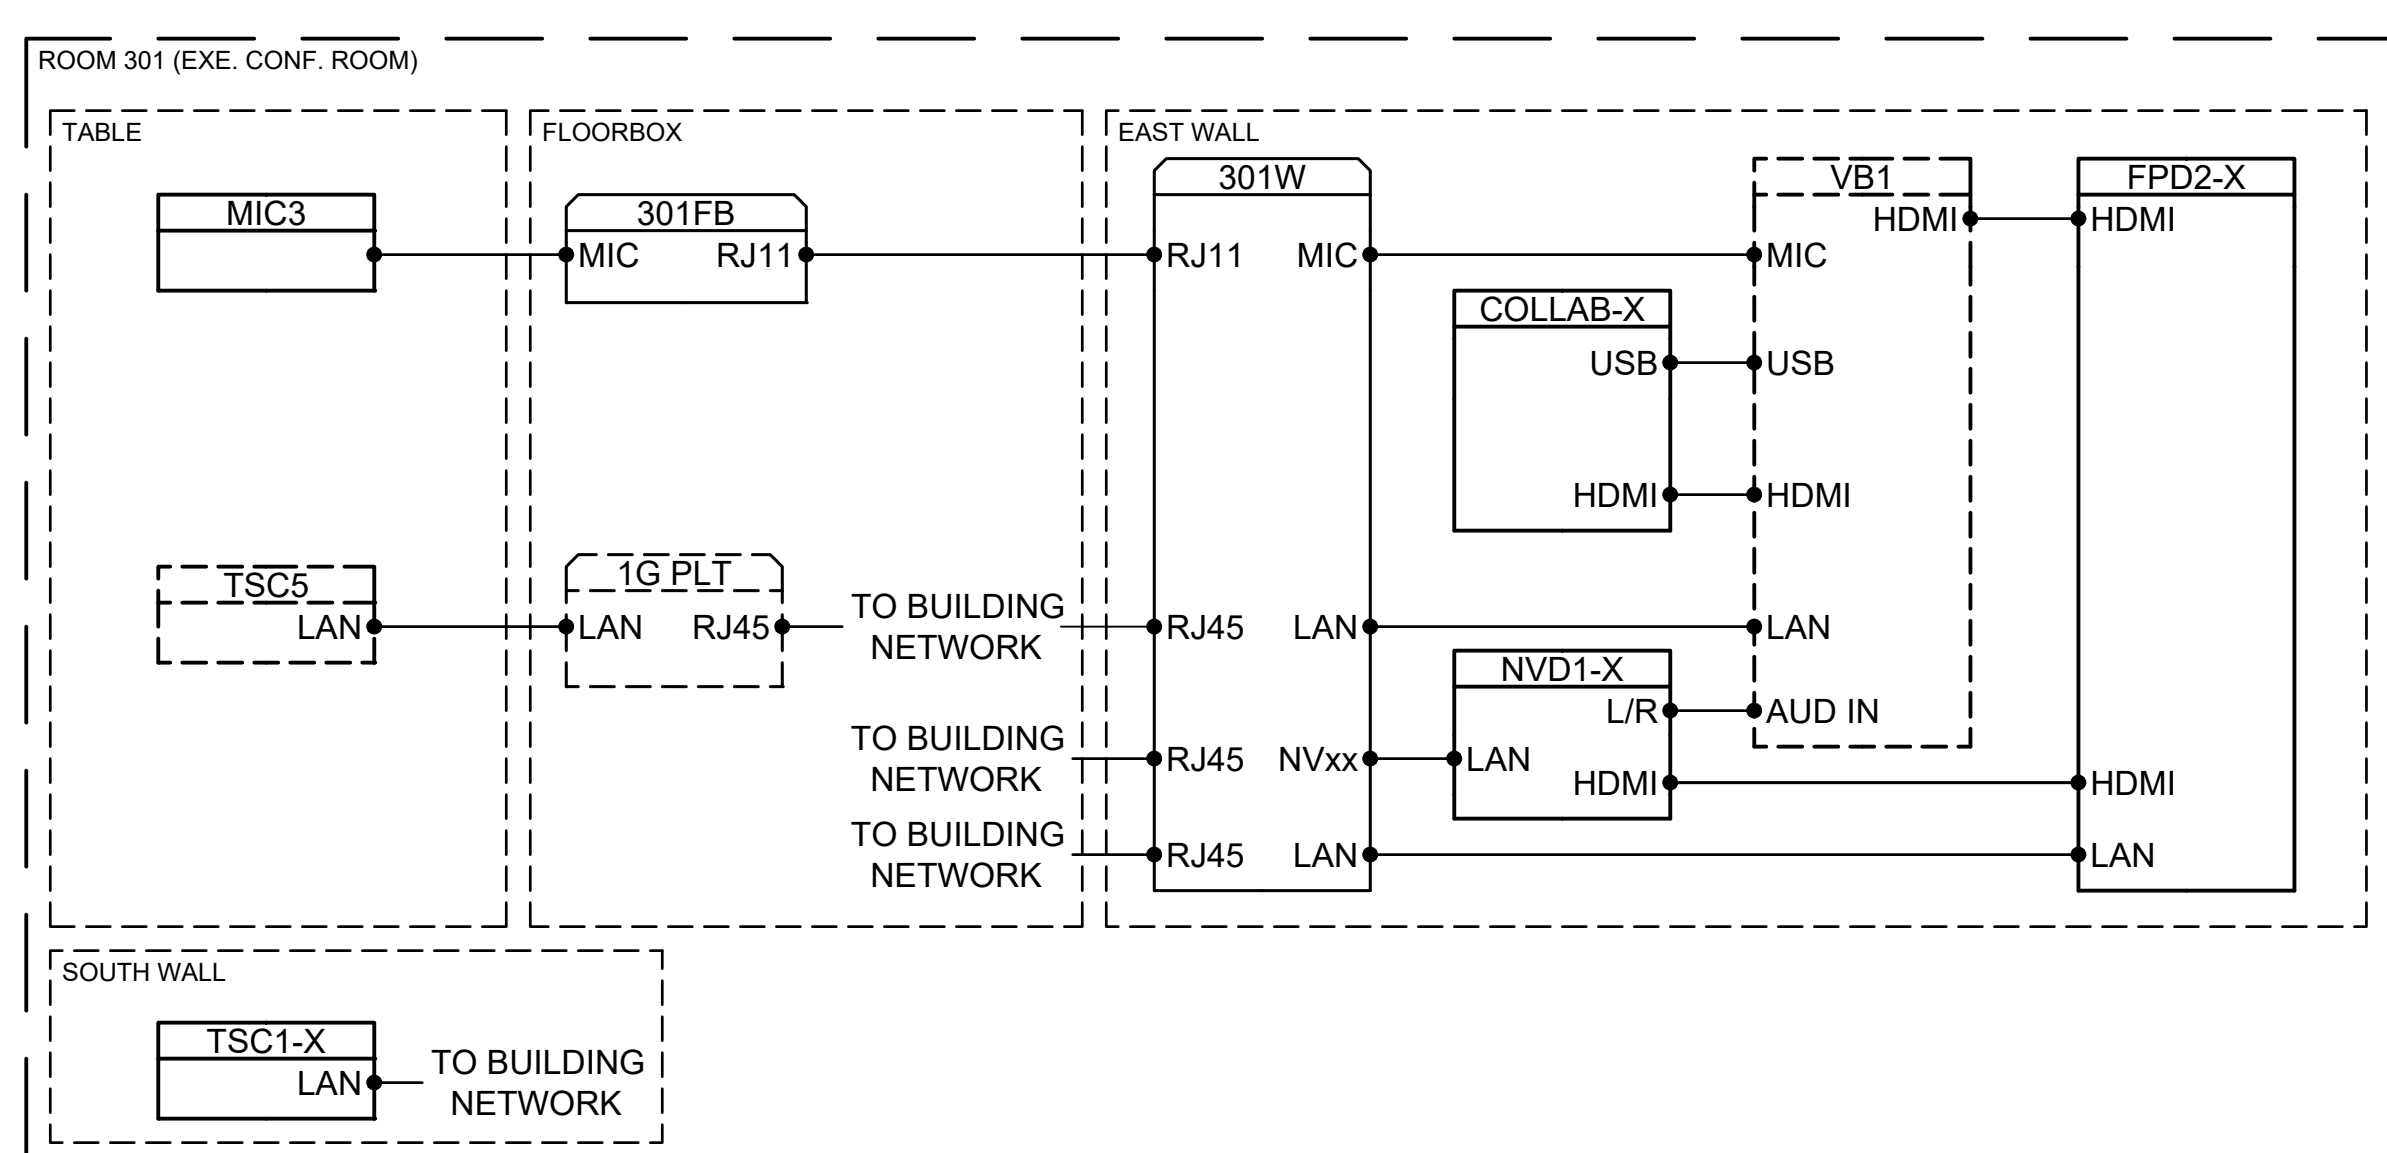 ROOM 301 (EXE. CONF. ROOM)
TABLE
MIC3
TSC5
LAN
FLOORBOX
301FB
MIC RJ11
1G PLT
LAN RJ45
TO BUILDING
NETWORK
TO BUILDING
NETWORK
TO BUILDING
NETWORK
EAST WALL
301W
RJ11 MIC
RJ45 LAN
RJ45 NVxx
RJ45 LAN
COLLAB-X
USB
HDMI
NVD1-X
L/R
LAN
HDMI
VB1
HDMI
MIC
USB
HDMI
LAN
AUD IN
FPD2-X
HDMI
HDMI
LAN
SOUTH WALL
TSC1-X
LAN
TO BUILDING
NETWORK